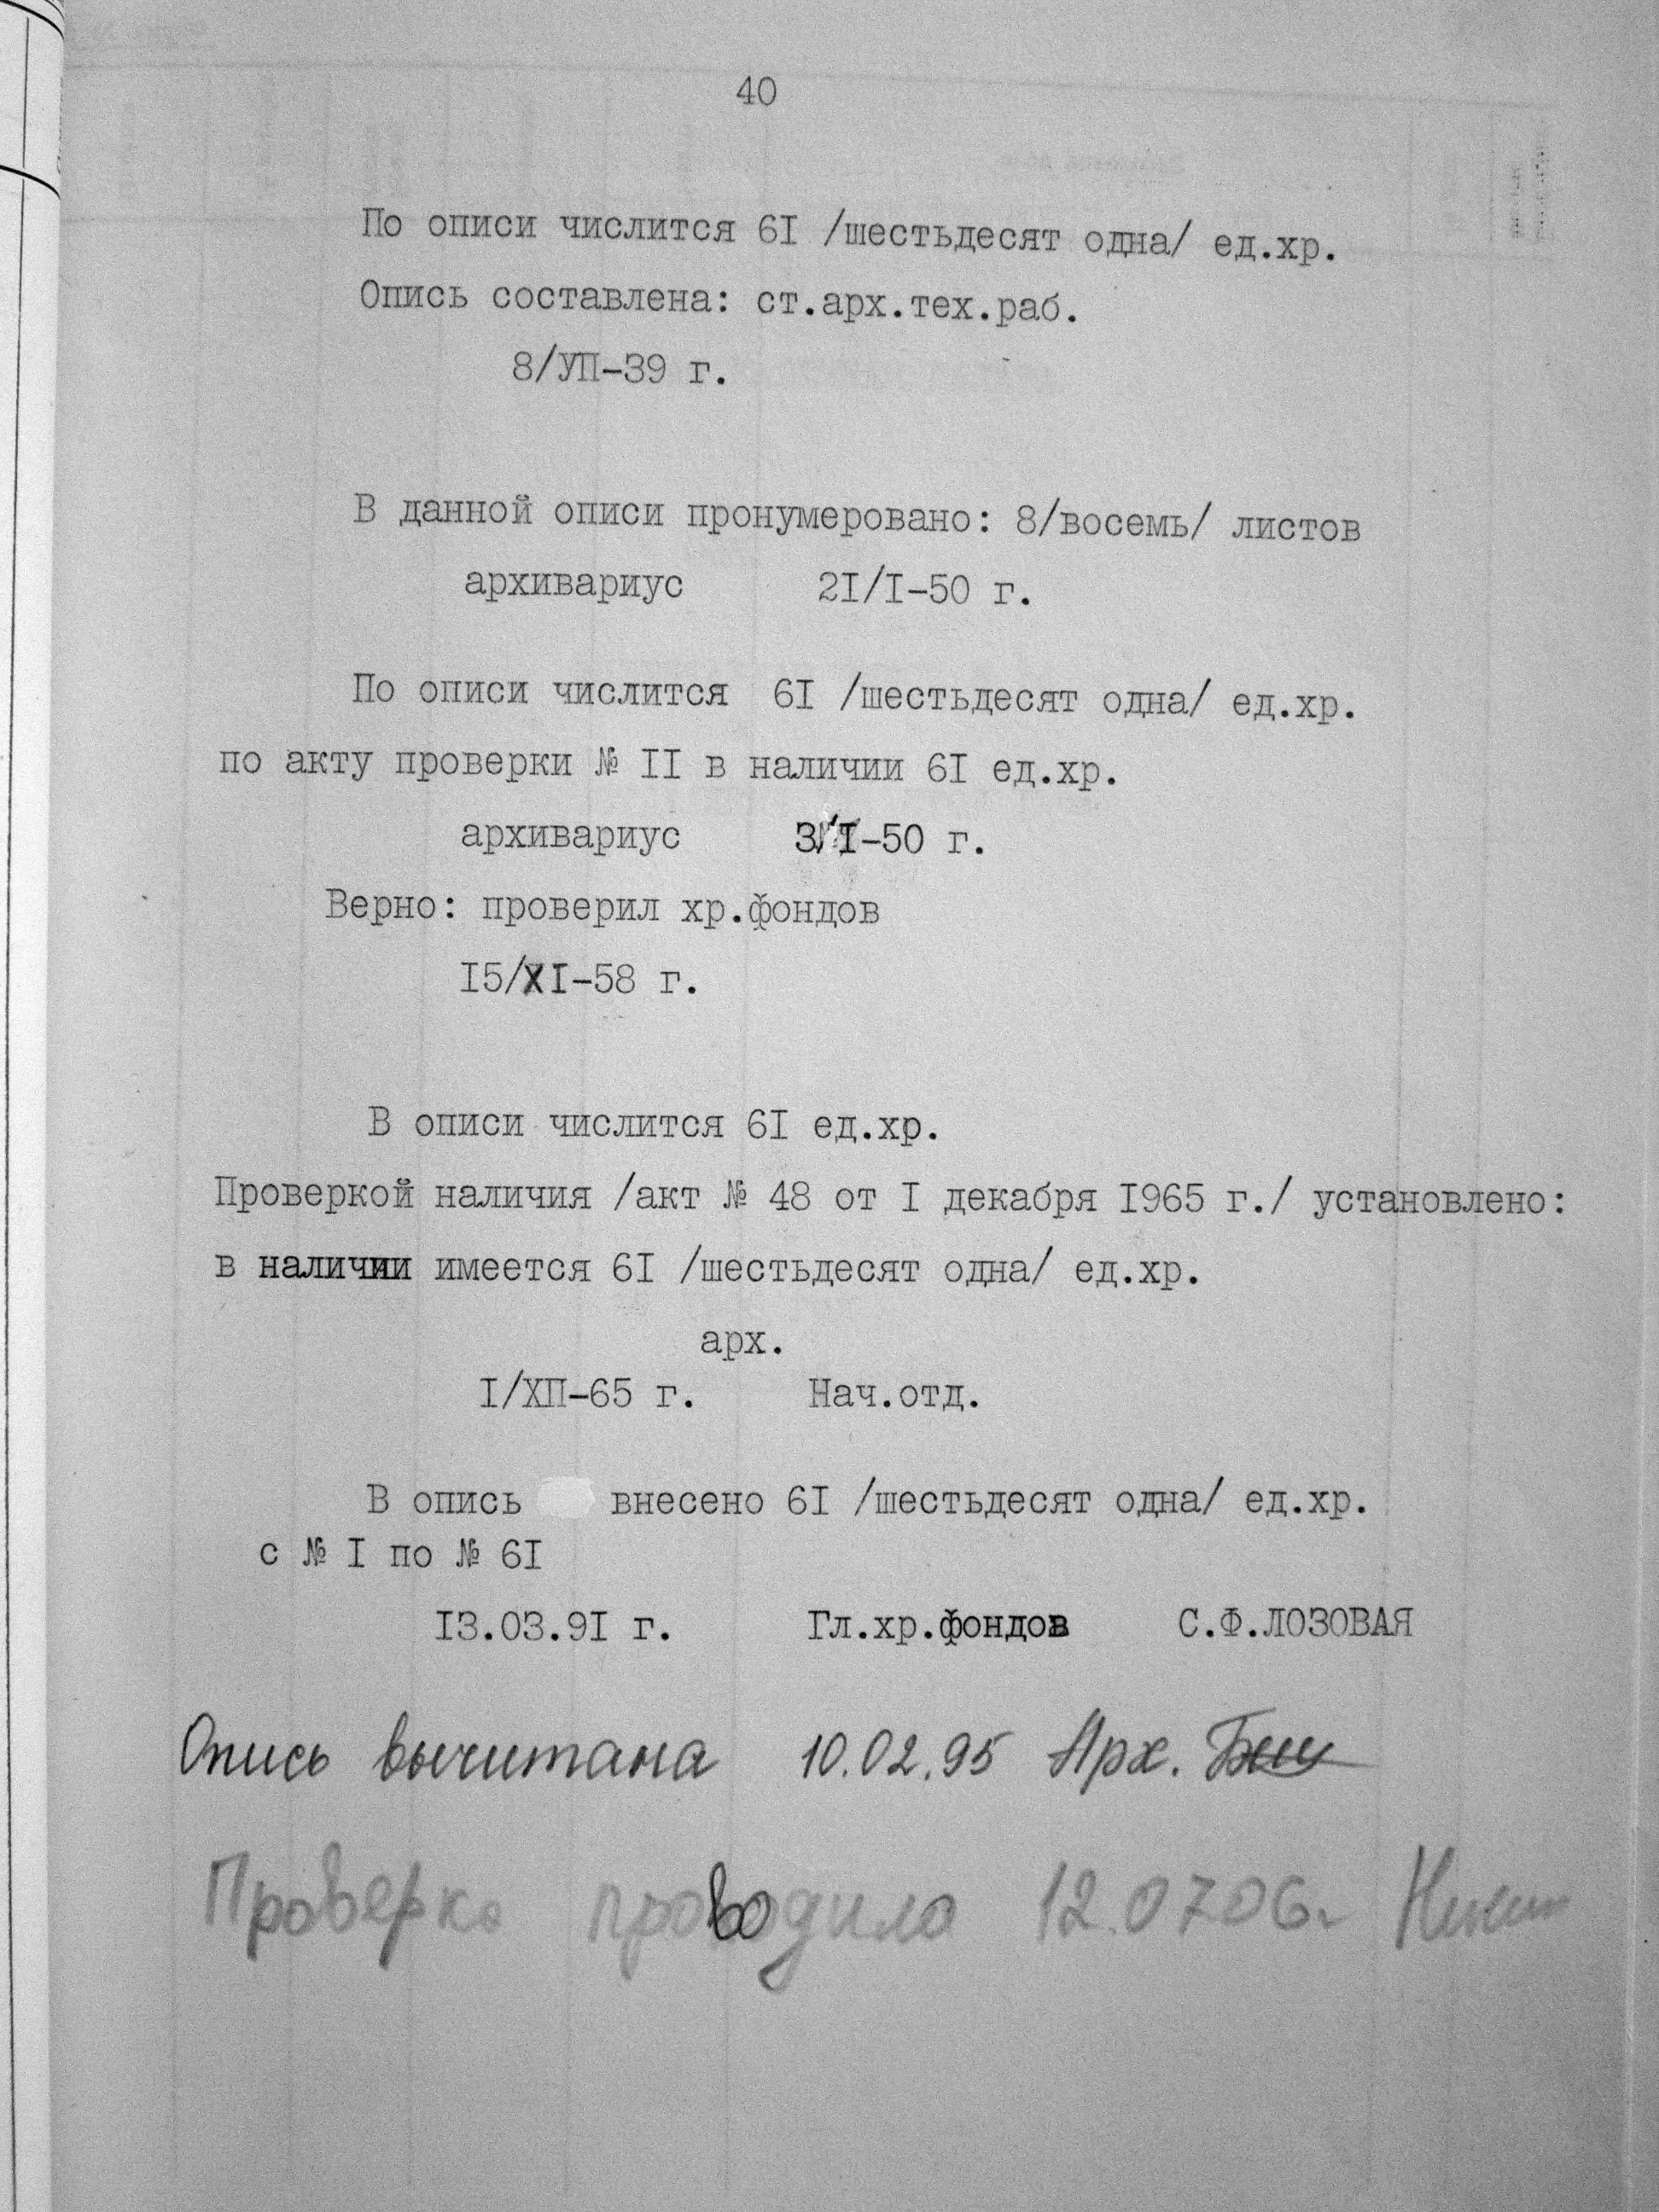 40
По описи числится 6I /шестьдесят одна/ ед.хр.
Опись составлена: ст.арх.тех.раб.
8/УП-39 г.
В данной описи пронумеровано: 8/восемь/ листов
архивариус 2I/I-50 г.
По описи числится 6I /шестьдесят одна/ ед.хр.
по акту проверки № II в наличии 6I ед.хр.
архивариус 3/I-50 г.
Верно: проверил хр.фондов
I5/XI-58 г.
В описи числится 6I ед.хр.
Проверкой наличия /акт № 48 от I декабря I965 г./ установлено:
в наличии имеется 6I /шестьдесят одна/ ед.хр.
арх.
I/ХП-65 г. Нач.отд.
В опись внесено 6I /шестьдесят одна/ ед.хр.
с № I по № 6I
I3.03.9I г. Гл.хр.фондов С.Ф.ЛОЗОВАЯ
Опись вычитана 10.02.95 Арх.
Проверка проводила 12.0706г.